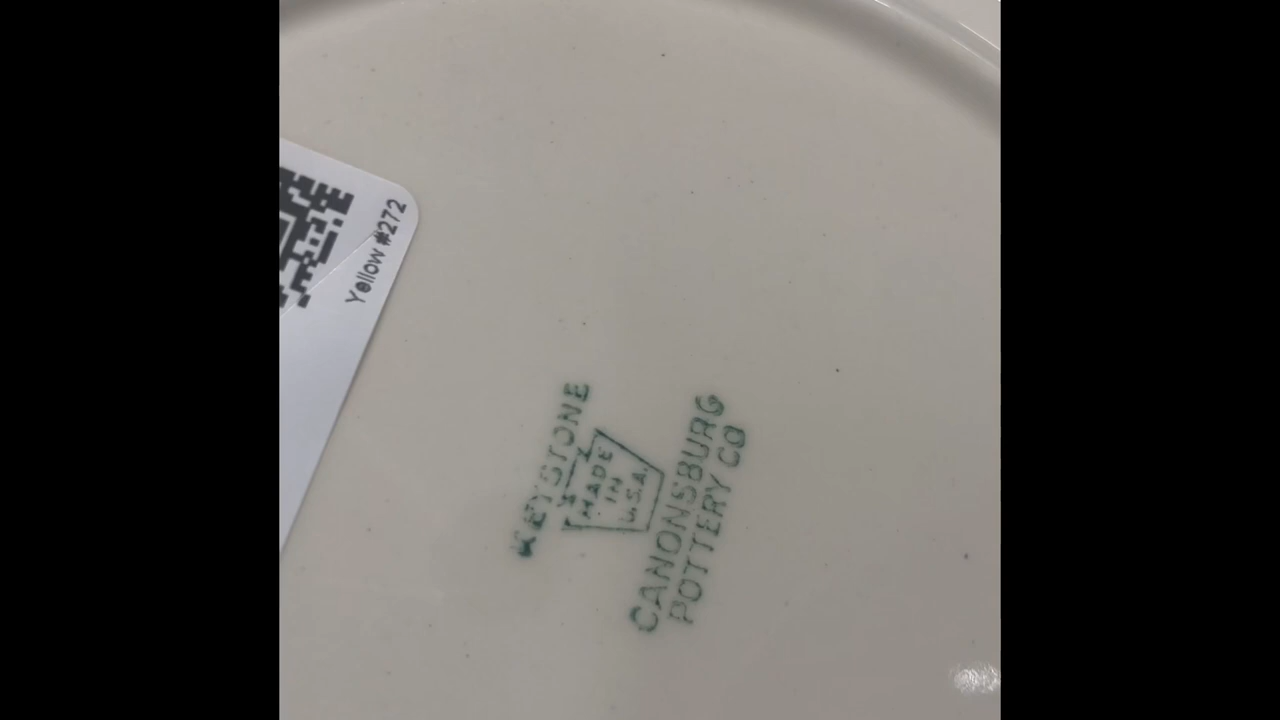 Yellow #272
KEYSTONE
MADE
IN
U.S.A.
CANONSBURG
POTTERY CO